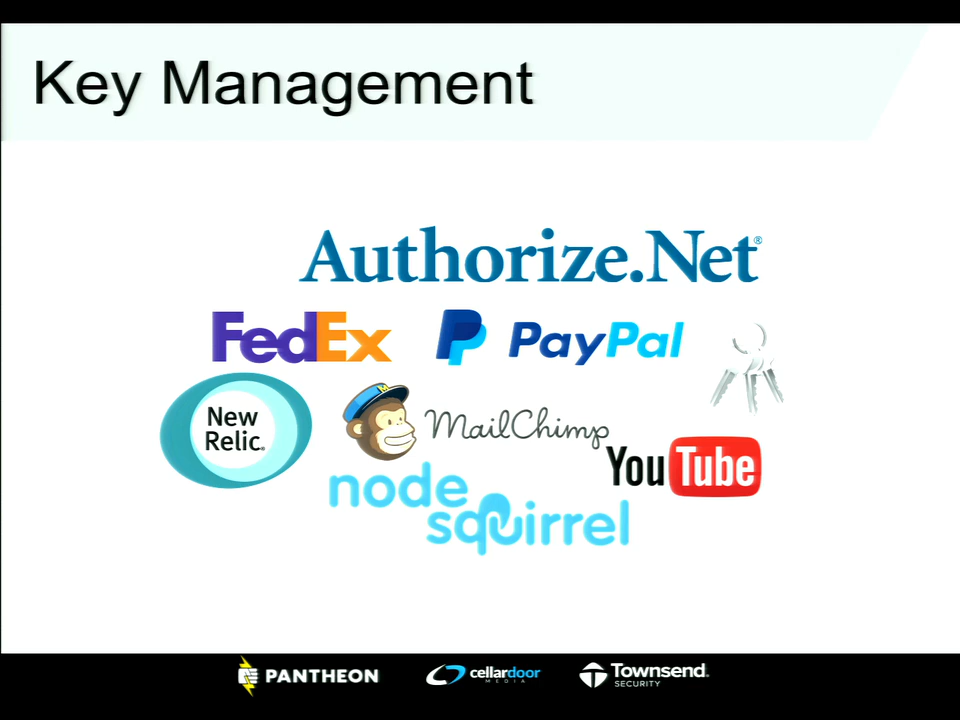 Key Management
Authorize.Net®
FedEx
PayPal
New
Relic.
MailChimp
YouTube
node
squirrel
PANTHEON
cellardoor
MEDIA
Townsend
SECURITY